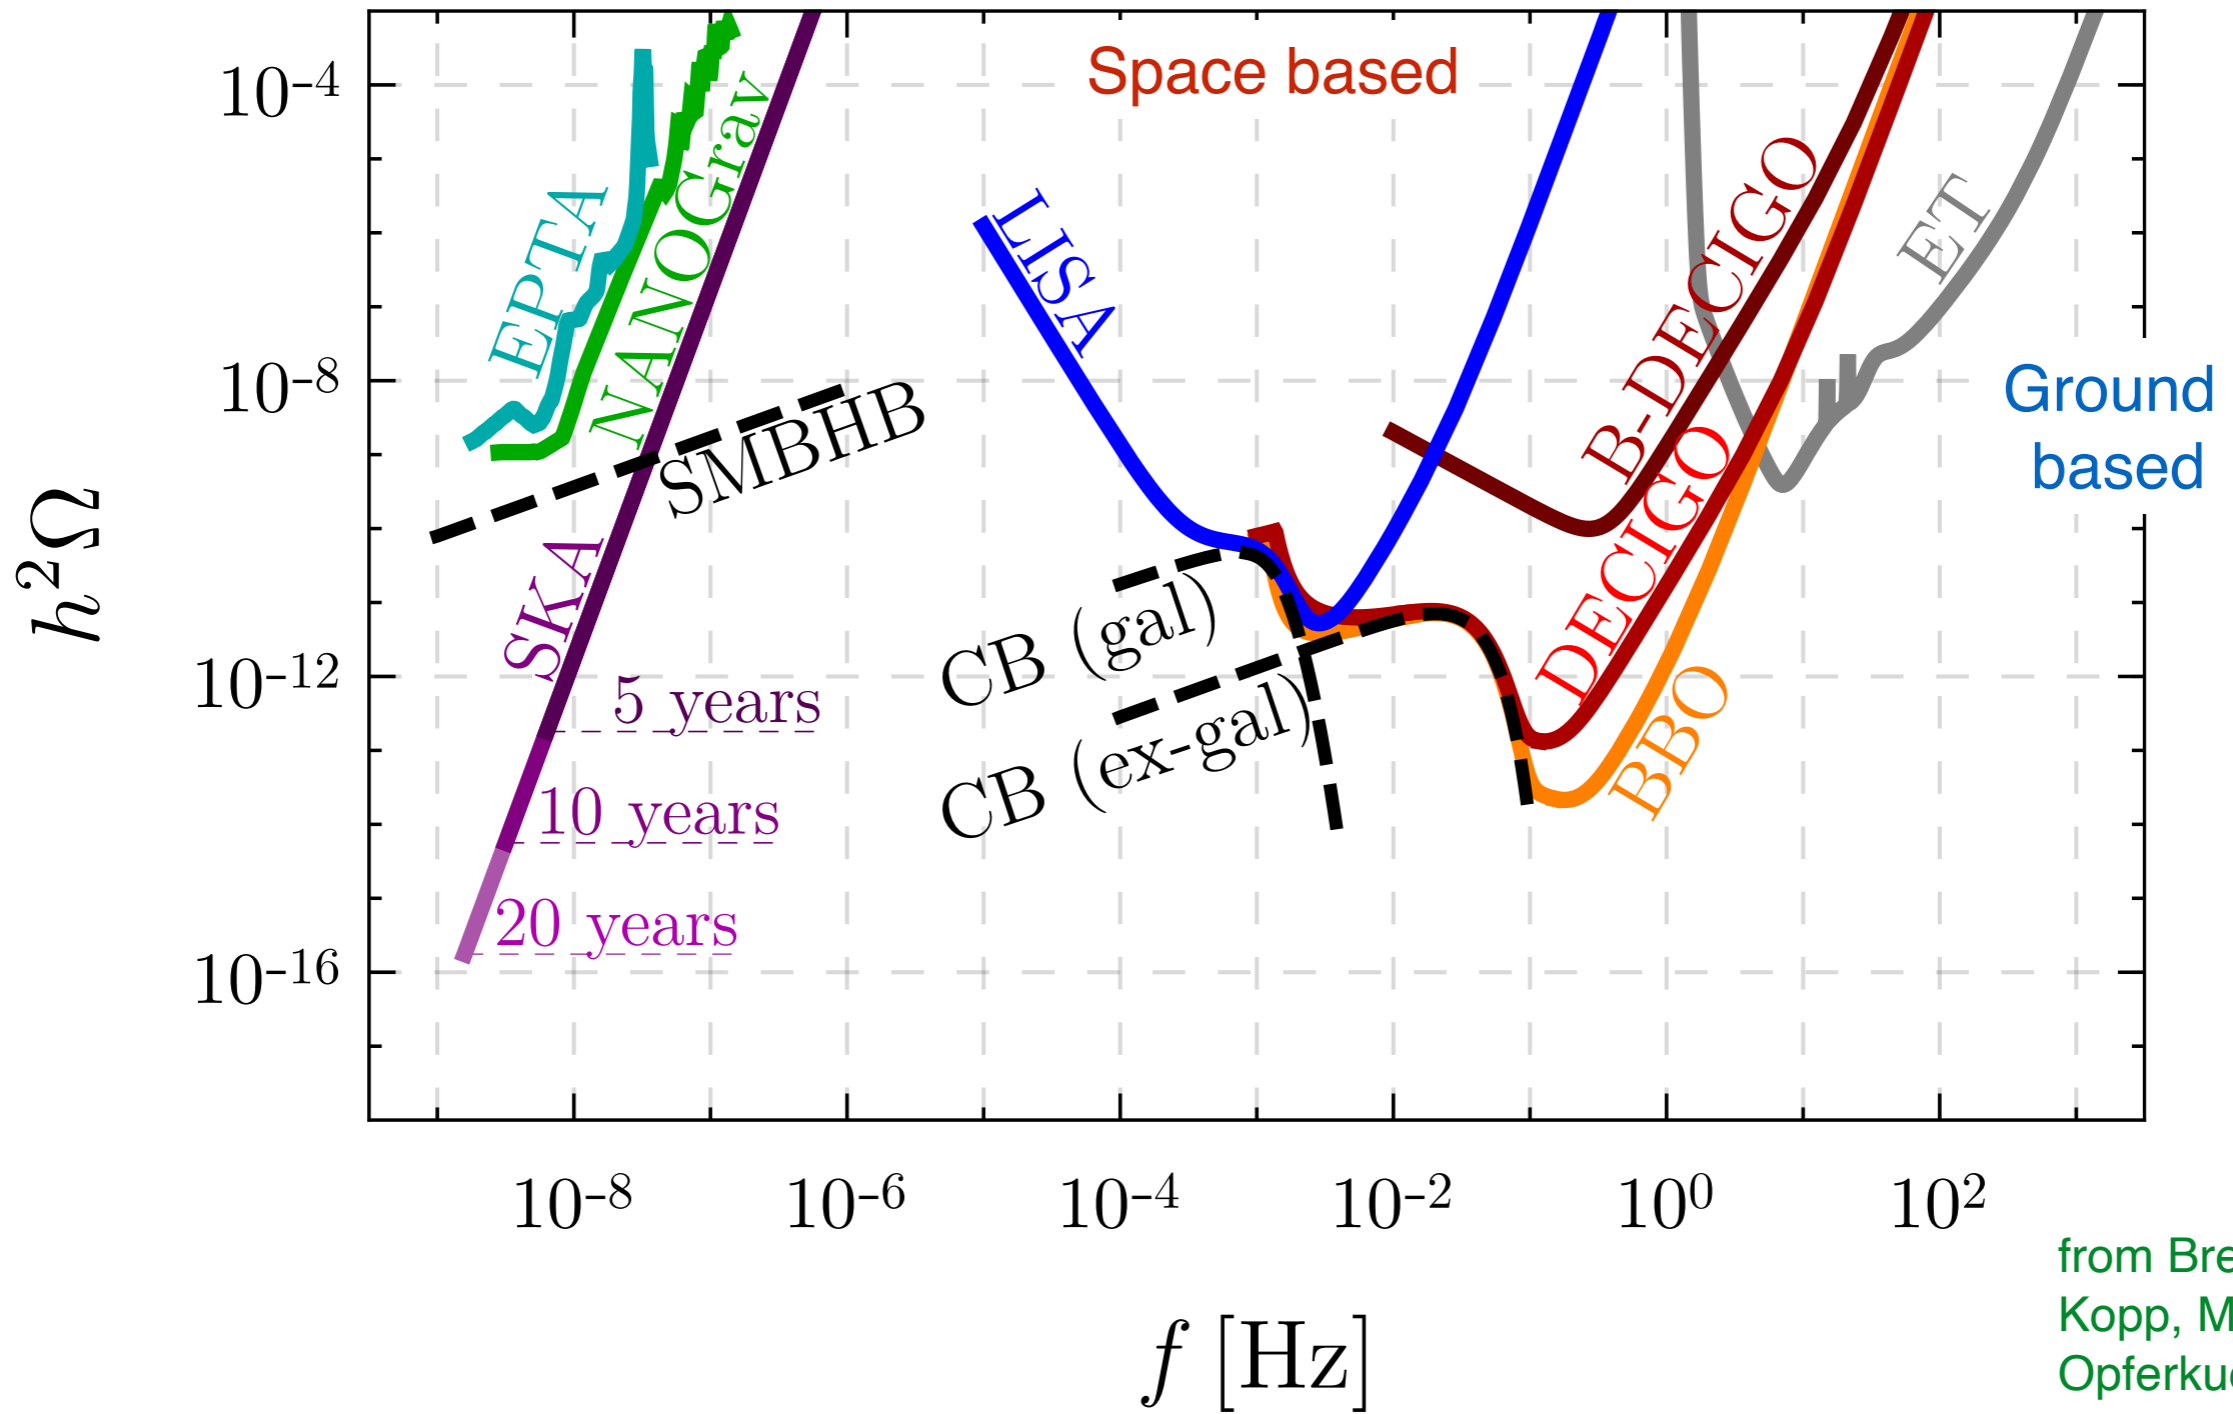 Space based
Ground
based
EPTA
NANOGrav
SKA
SMBHB
5 years
10 years
20 years
LISA
CB (gal)
CB (ex-gal)
B-DECIGO
DECIGO
BBO
ET
h²Ω
10⁻⁴
10⁻⁸
10⁻¹²
10⁻¹⁶
10⁻⁸ 10⁻⁶ 10⁻⁴ 10⁻² 10⁰ 10²
f [Hz]
from Bre
Kopp, M
Opferku